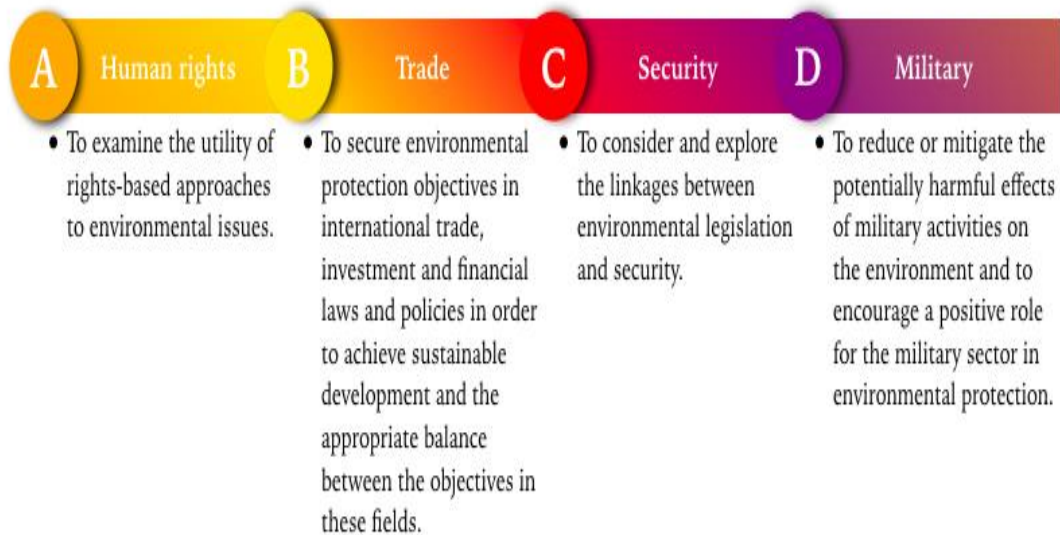 A Human rights
• To examine the utility of
rights-based approaches
to environmental issues.
B Trade
• To secure environmental
protection objectives in
international trade,
investment and financial
laws and policies in order
to achieve sustainable
development and the
appropriate balance
between the objectives in
these fields.
C Security
• To consider and explore
the linkages between
environmental legislation
and security.
D Military
• To reduce or mitigate the
potentially harmful effects
of military activities on
the environment and to
encourage a positive role
for the military sector in
environmental protection.